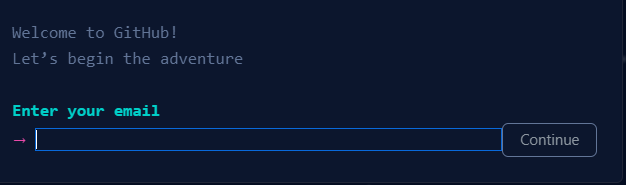 Welcome to GitHub!
Let’s begin the adventure
Enter your email
→ Continue